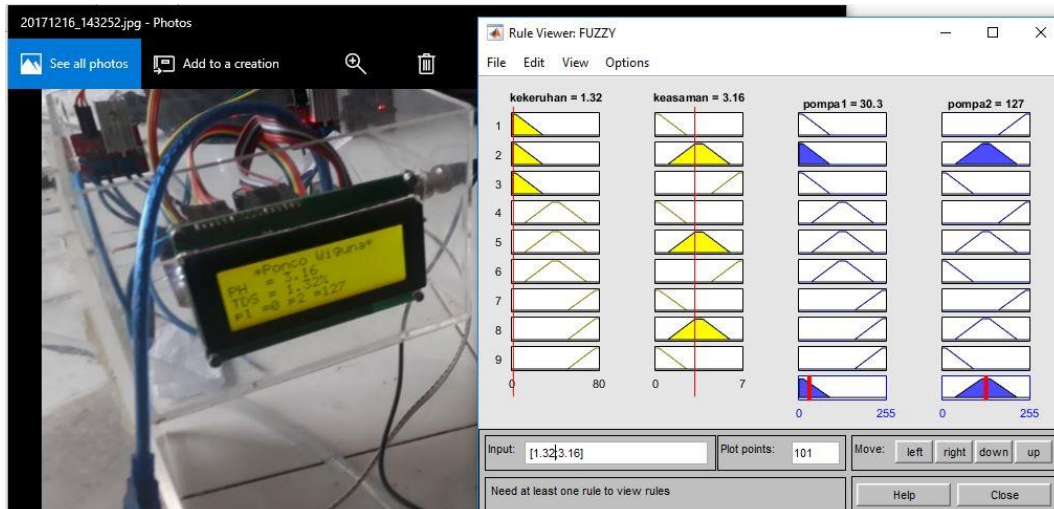 20171216_143252.jpg - Photos
See all photos
Add to a creation
*Ponco Wiguna*
PH = 3.16
TDS = 1.32%
P1 =0 P2 =127
Rule Viewer: FUZZY
File Edit View Options
kekeruhan = 1.32 keasaman = 3.16 pompa1 = 30.3 pompa2 = 127
1
2
3
4
5
6
7
8
9
0 80 0 7
0 255 0 255
Input: [1.32;3.16] Plot points: 101 Move: left right down up
Need at least one rule to view rules Help Close